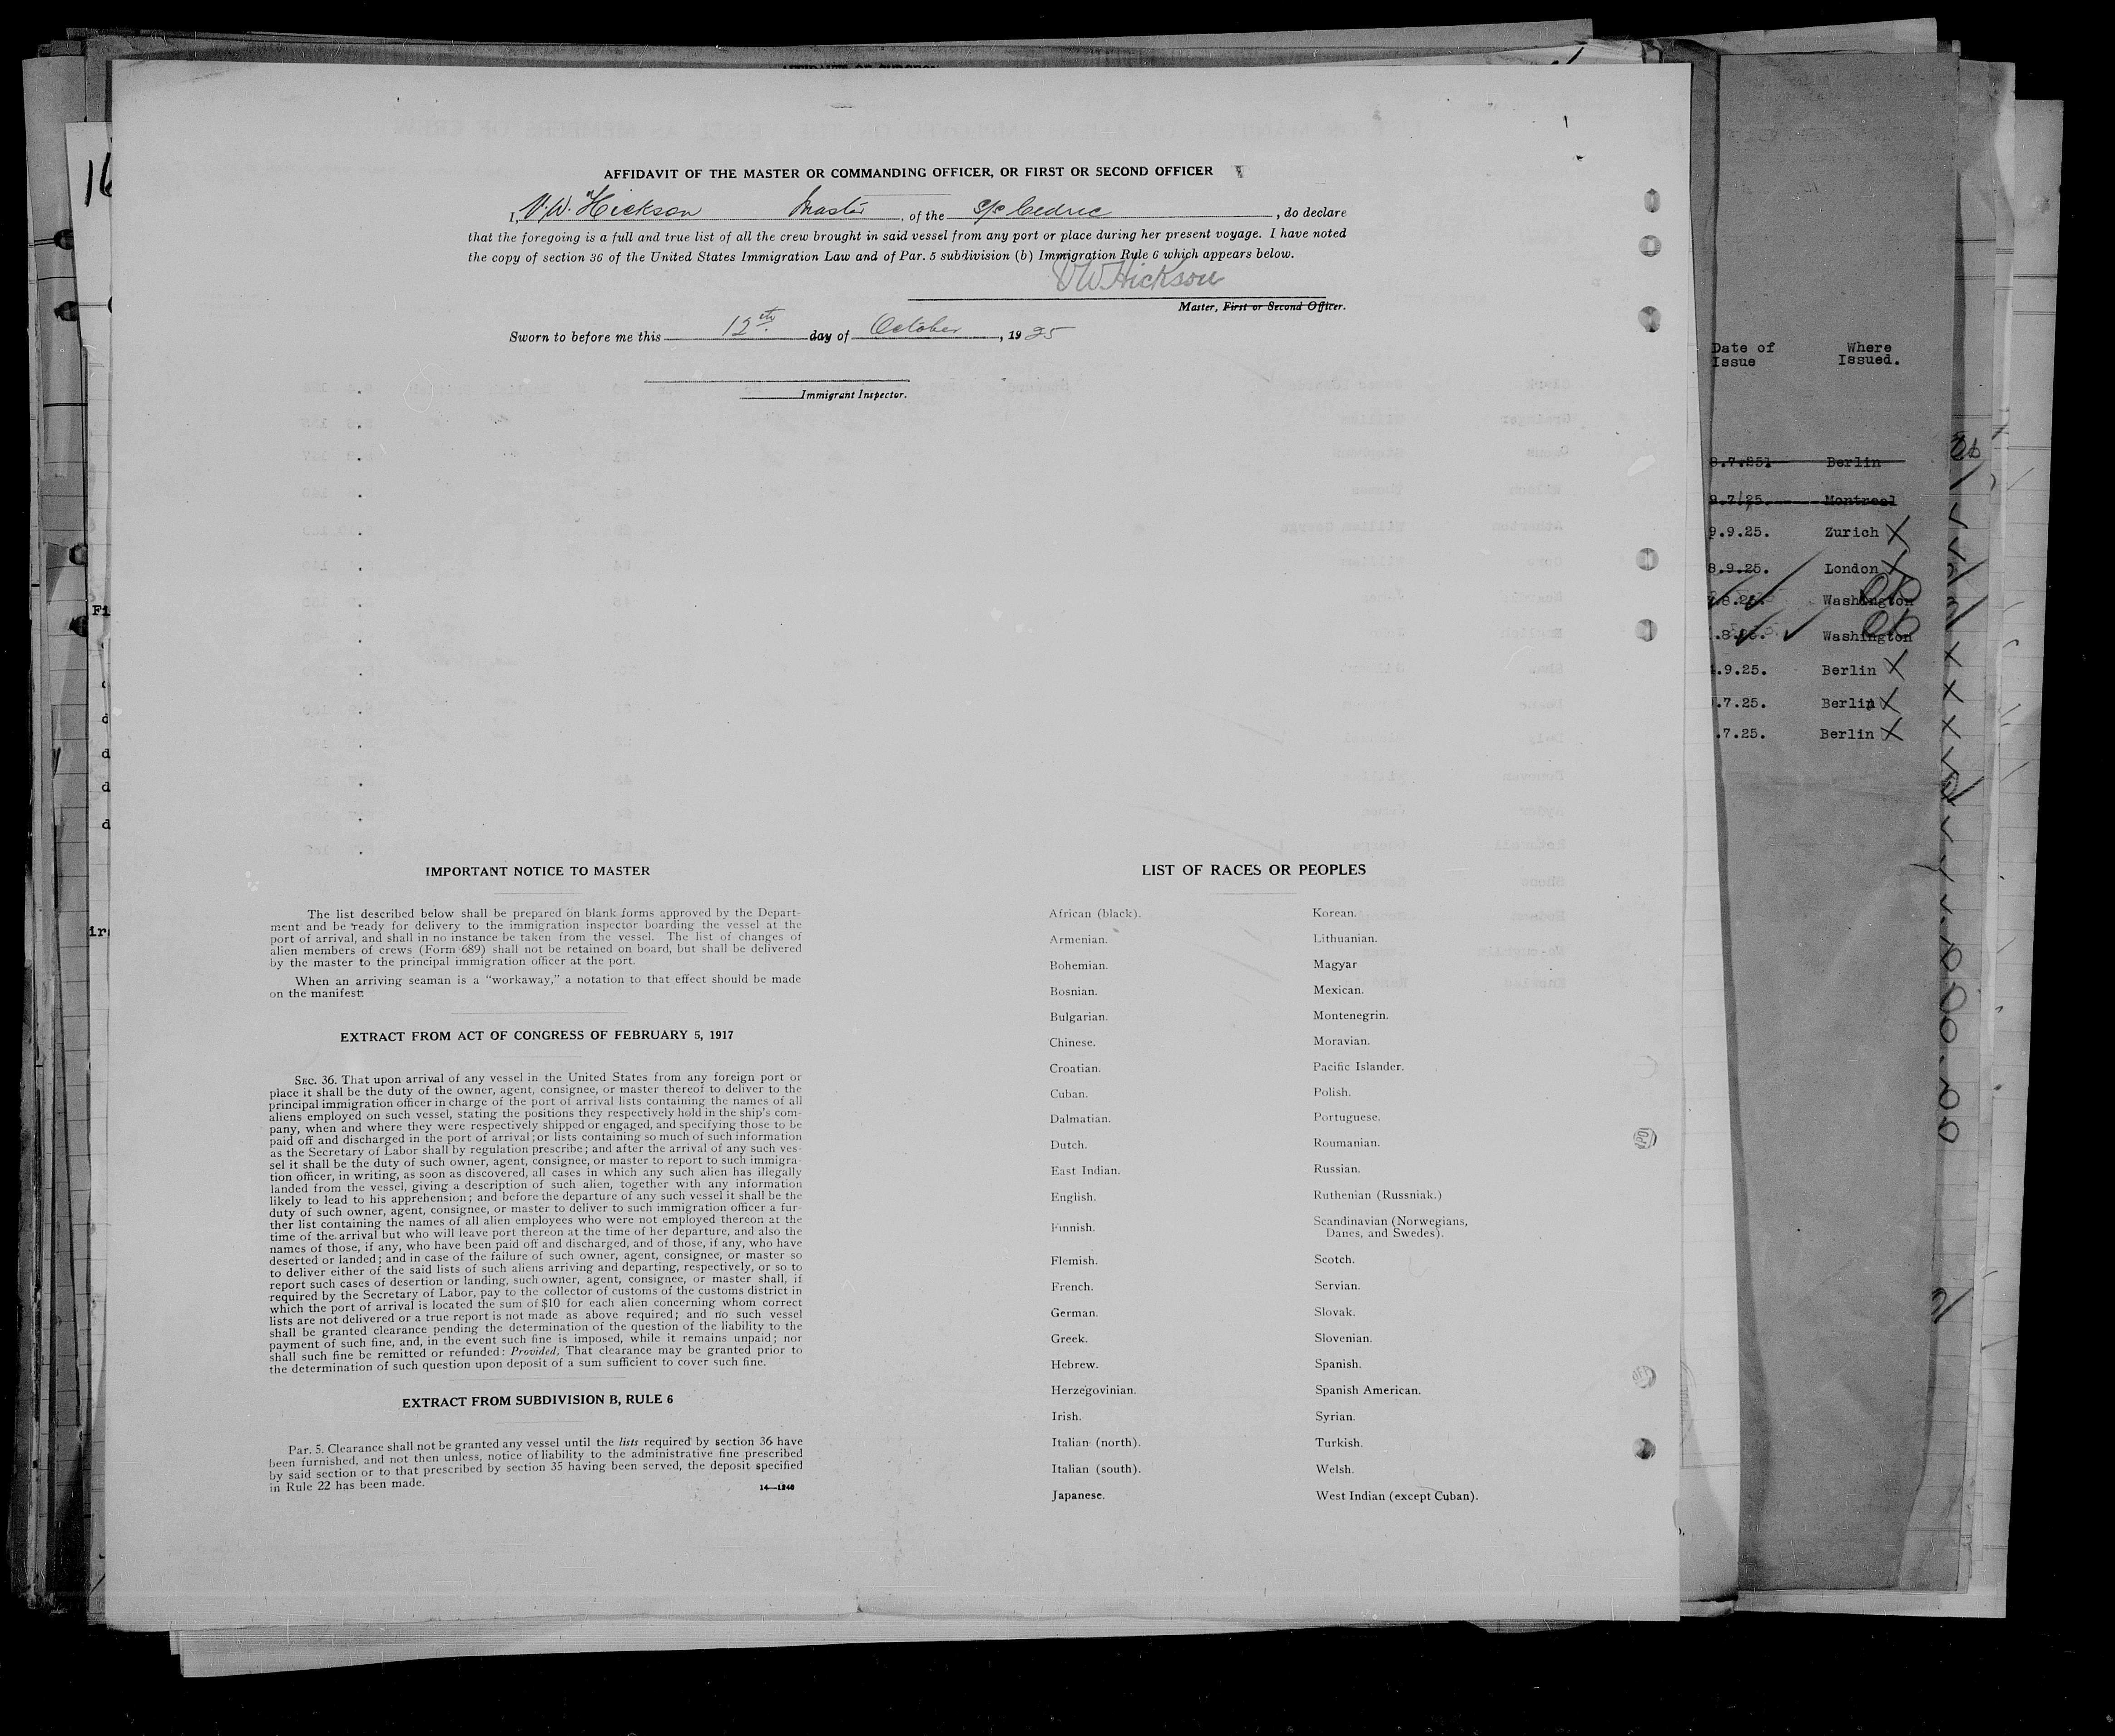 AFFIDAVIT OF THE MASTER OR COMMANDING OFFICER, OR FIRST OR SECOND OFFICER
I, V. W. Hickson Master, of the S/S Cedric, do declare
that the foregoing is a full and true list of all the crew brought in said vessel from any port or place during her present voyage. I have noted
the copy of section 36 of the United States Immigration Law and of Par. 5 subdivision (b) Immigration Rule 6 which appears below.
VW Hickson
Master, First or Second Officer.
Sworn to before me this 12th day of October, 1925
Immigrant Inspector.
IMPORTANT NOTICE TO MASTER
The list described below shall be prepared on blank forms approved by the Depart-
ment and be ready for delivery to the immigration inspector boarding the vessel at the
port of arrival, and shall in no instance be taken from the vessel. The list of changes of
alien members of crews (Form 689) shall not be retained on board, but shall be delivered
by the master to the principal immigration officer at the port.
When an arriving seaman is a "workaway," a notation to that effect should be made
on the manifest.
EXTRACT FROM ACT OF CONGRESS OF FEBRUARY 5, 1917
SEC. 36. That upon arrival of any vessel in the United States from any foreign port or
place it shall be the duty of the owner, agent, consignee, or master thereof to deliver to the
principal immigration officer in charge of the port of arrival lists containing the names of all
aliens employed on such vessel, stating the positions they respectively hold in the ship's com-
pany, when and where they were respectively shipped or engaged, and specifying those to be
paid off and discharged in the port of arrival; or lists containing so much of such information
as the Secretary of Labor shall by regulation prescribe; and after the arrival of any such ves-
sel it shall be the duty of such owner, agent, consignee, or master to report to such immigra-
tion officer, in writing, as soon as discovered, all cases in which any such alien has illegally
landed from the vessel, giving a description of such alien, together with any information
likely to lead to his apprehension; and before the departure of any such vessel it shall be the
duty of such owner, agent, consignee, or master to deliver to such immigration officer a fur-
ther list containing the names of all alien employees who were not employed thereon at the
time of the arrival but who will leave port thereon at the time of her departure, and also the
names of those, if any, who have been paid off and discharged, and of those, if any, who have
deserted or landed; and in case of the failure of such owner, agent, consignee, or master so
to deliver either of the said lists of such aliens arriving and departing, respectively, or so to
report such cases of desertion or landing, such owner, agent, consignee, or master shall, if
required by the Secretary of Labor, pay to the collector of customs of the customs district in
which the port of arrival is located the sum of $10 for each alien concerning whom correct
lists are not delivered or a true report is not made as above required; and no such vessel
shall be granted clearance pending the determination of the question of the liability to the
payment of such fine, and, in the event such fine is imposed, while it remains unpaid; nor
shall such fine be remitted or refunded: Provided, That clearance may be granted prior to
the determination of such question upon deposit of a sum sufficient to cover such fine.
EXTRACT FROM SUBDIVISION B, RULE 6
Par. 5. Clearance shall not be granted any vessel until the lists required by section 36 have
been furnished, and not then unless, notice of liability to the administrative fine prescribed
by said section or to that prescribed by section 35 having been served, the deposit specified
in Rule 22 has been made.
14—1240
LIST OF RACES OR PEOPLES
African (black).
Armenian.
Bohemian.
Bosnian.
Bulgarian.
Chinese.
Croatian.
Cuban.
Dalmatian.
Dutch.
East Indian.
English.
Finnish.
Flemish.
French.
German.
Greek.
Hebrew.
Herzegovinian.
Irish.
Italian (north).
Italian (south).
Japanese.
Korean.
Lithuanian.
Magyar
Mexican.
Montenegrin.
Moravian.
Pacific Islander.
Polish.
Portuguese.
Roumanian.
Russian.
Ruthenian (Russniak.)
Scandinavian (Norwegians,
Danes, and Swedes).
Scotch.
Servian.
Slovak.
Slovenian.
Spanish.
Spanish American.
Syrian.
Turkish.
Welsh.
West Indian (except Cuban).
Date of Where
Issue Issued.
Berlin
Montreal
9.9.25. Zurich
8.9.25. London
Washington
Washington
.9.25. Berlin
.7.25. Berlin
.7.25. Berlin